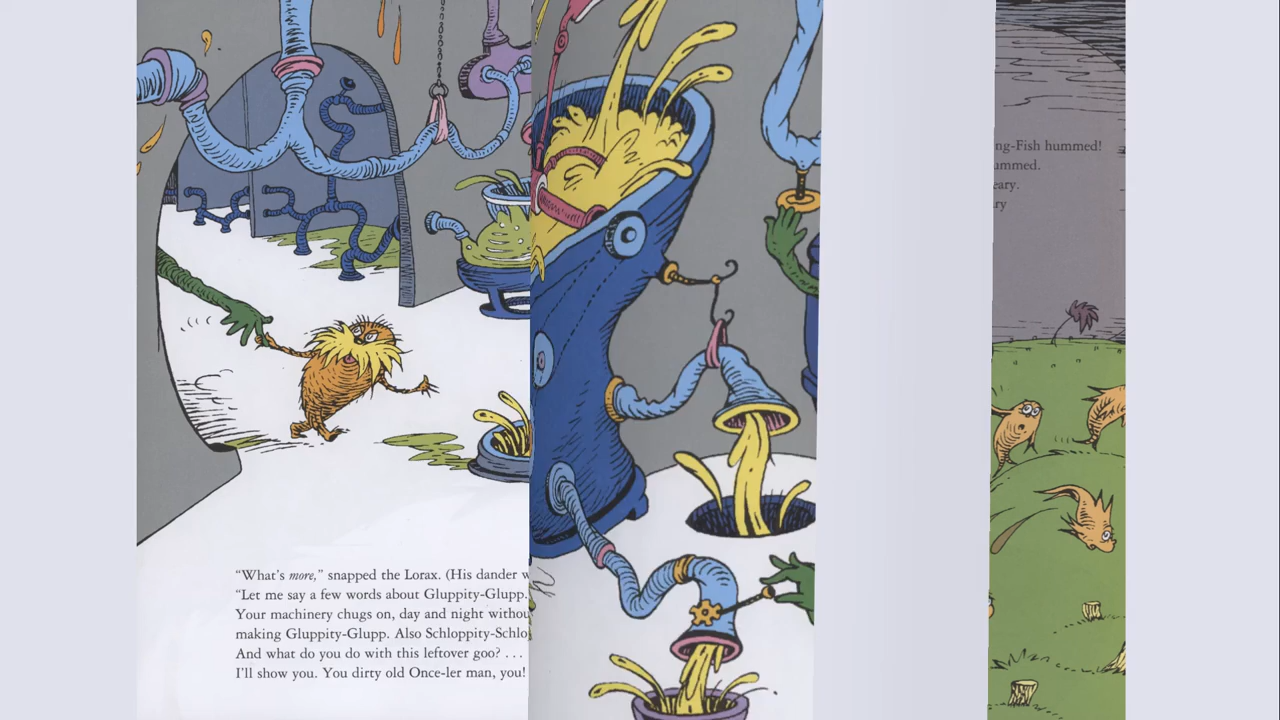 "What's more," snapped the Lorax. (His dander w
"Let me say a few words about Gluppity-Glupp.
Your machinery chugs on, day and night withou
making Gluppity-Glupp. Also Schloppity-Schlo
And what do you do with this leftover goo? . . .
I'll show you. You dirty old Once-ler man, you!
ng-Fish hummed!
ummed.
eary.
ry